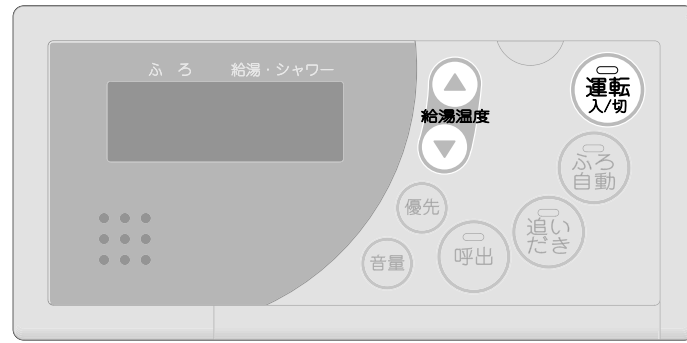 ふろ 給湯・シャワー
給湯温度
運転
入/切
ふろ
自動
優先
追い
だき
呼出
音量